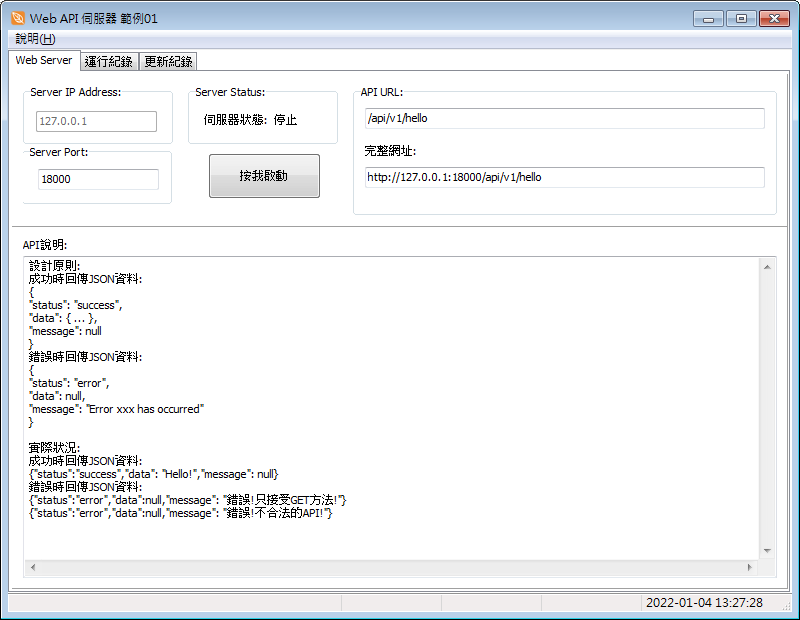 Web API 伺服器 範例01
說明(H)
Web Server 運行紀錄 更新紀錄
Server IP Address:
127.0.0.1
Server Port:
18000
Server Status:
伺服器狀態: 停止
按我啟動
API URL:
/api/v1/hello
完整網址:
http://127.0.0.1:18000/api/v1/hello
API說明:
設計原則:
成功時回傳JSON資料:
{
"status": "success",
"data": { ... },
"message": null
}
錯誤時回傳JSON資料:
{
"status": "error",
"data": null,
"message": "Error xxx has occurred"
}
實際狀況:
成功時回傳JSON資料:
{"status":"success","data": "Hello!","message": null}
錯誤時回傳JSON資料:
{"status":"error","data":null,"message": "錯誤!只接受GET方法!"}
{"status":"error","data":null,"message": "錯誤!不合法的API!"}
2022-01-04 13:27:28